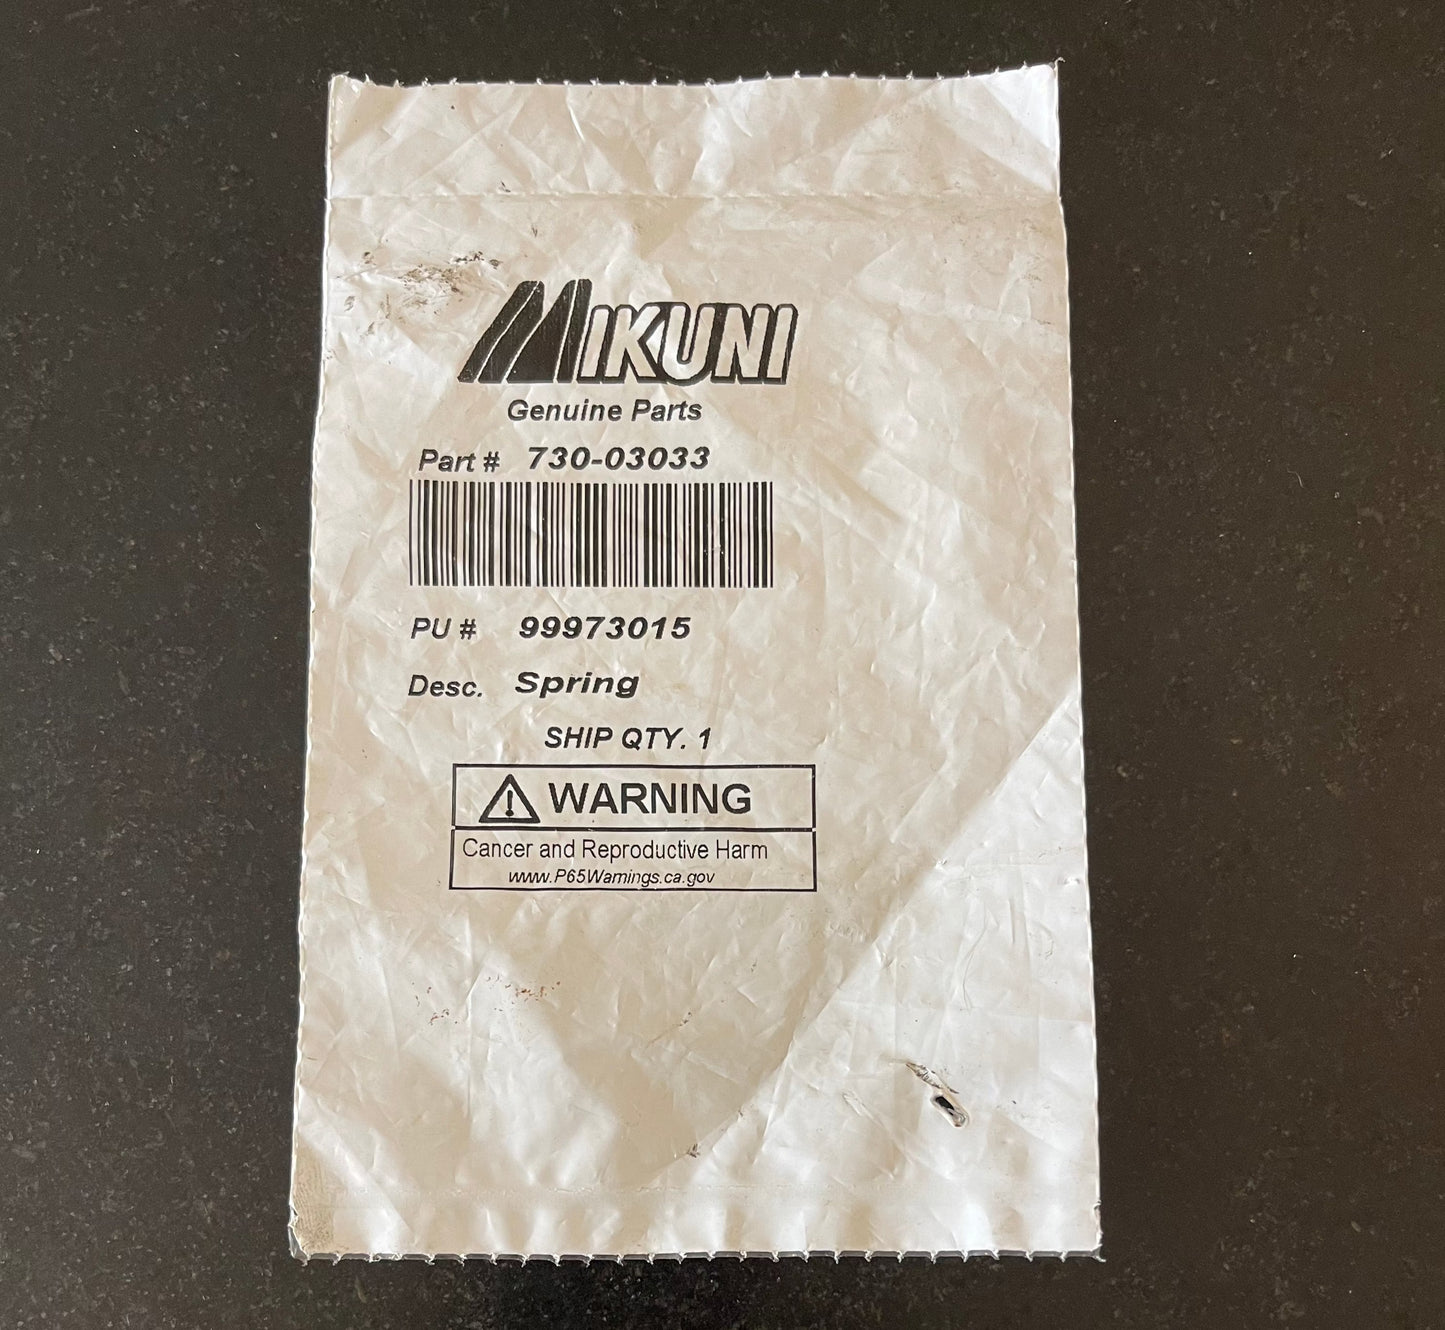 MIKUNI
Genuine Parts
Part # 730-03033
PU # 99973015
Desc. Spring
SHIP QTY. 1
WARNING
Cancer and Reproductive Harm
www.P65Warnings.ca.gov